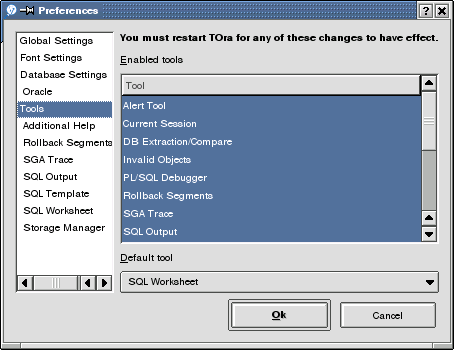 Preferences
Global Settings
Font Settings
Database Settings
Oracle
Tools
Additional Help
Rollback Segments
SGA Trace
SQL Output
SQL Template
SQL Worksheet
Storage Manager
You must restart TOra for any of these changes to have effect.
Enabled tools
Tool
Alert Tool
Current Session
DB Extraction/Compare
Invalid Objects
PL/SQL Debugger
Rollback Segments
SGA Trace
SQL Output
Default tool
SQL Worksheet
Ok
Cancel